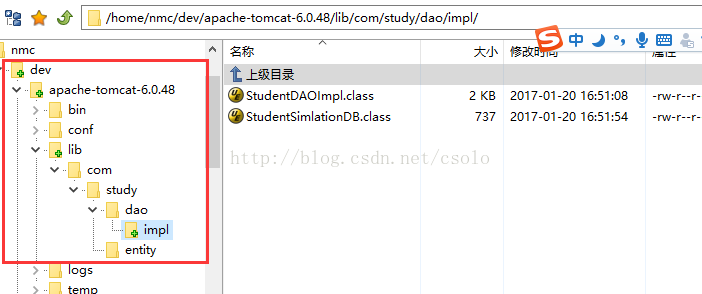 /home/nmc/dev/apache-tomcat-6.0.48/lib/com/study/dao/impl/
中
nmc
dev
apache-tomcat-6.0.48
bin
conf
lib
com
study
dao
impl
entity
logs
temp
名称 大小 修改时间 属性
上级目录
StudentDAOImpl.class 2 KB 2017-01-20 16:51:08 -rw-r--r-
StudentSimlationDB.class 737 2017-01-20 16:51:54 -rw-r--r-
http://blog.csdn.net/csolo